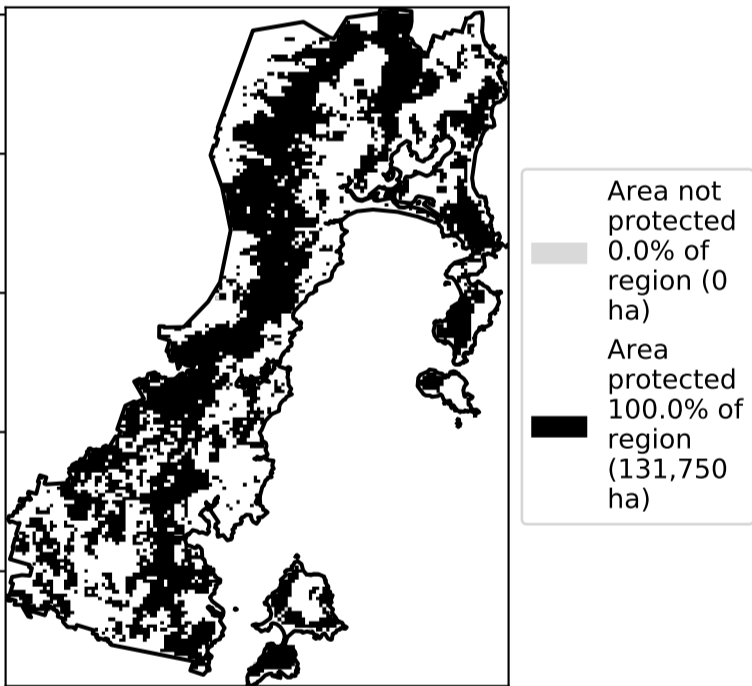 Area not
protected
0.0% of
region (0
ha)
Area
protected
100.0% of
region
(131,750
ha)